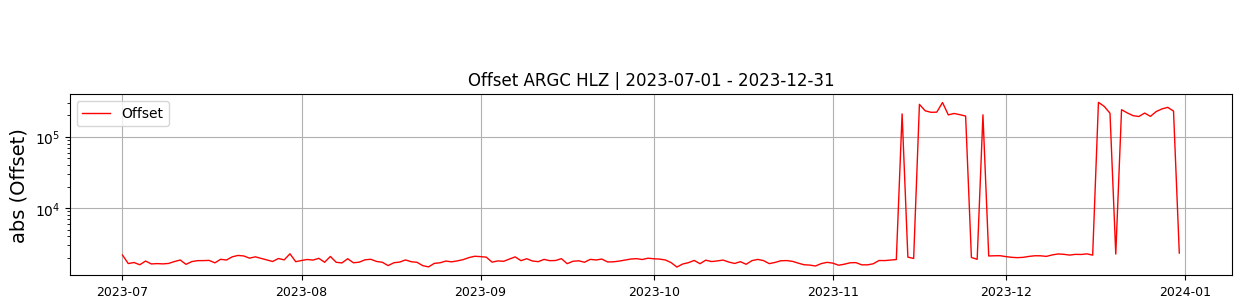 Offset ARGC HLZ | 2023-07-01 - 2023-12-31
Offset
abs (Offset)
10^5
10^4
2023-07 2023-08 2023-09 2023-10 2023-11 2023-12 2024-01